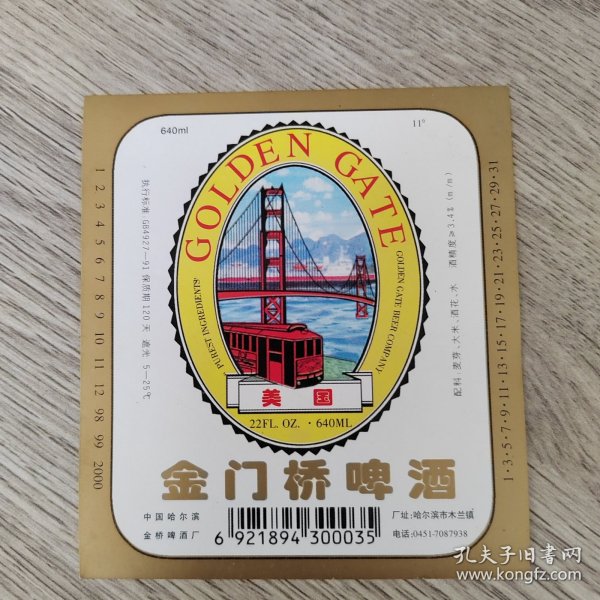 640ml
11°
GOLDEN GATE
PUREST INGREDIENTS'
GOLDEN GATE BEER COMPANY
美国
22FL. OZ. · 640ML
金门桥啤酒
中国哈尔滨
金桥啤酒厂
6 921894 300035
厂址:哈尔滨市木兰镇
电话:0451-7087938
执行标准 GB4927—91 保质期120天 避光 5—25℃
配料:麦芽、大米、酒花、水 酒精度≥3.4%(m/m)
1 2 3 4 5 6 7 8 9 10 11 12 98 99 2000
1·3·5·7·9·11·13·15·17·19·21·23·25·27·29·31
孔夫子旧书网
www.kongfz.com